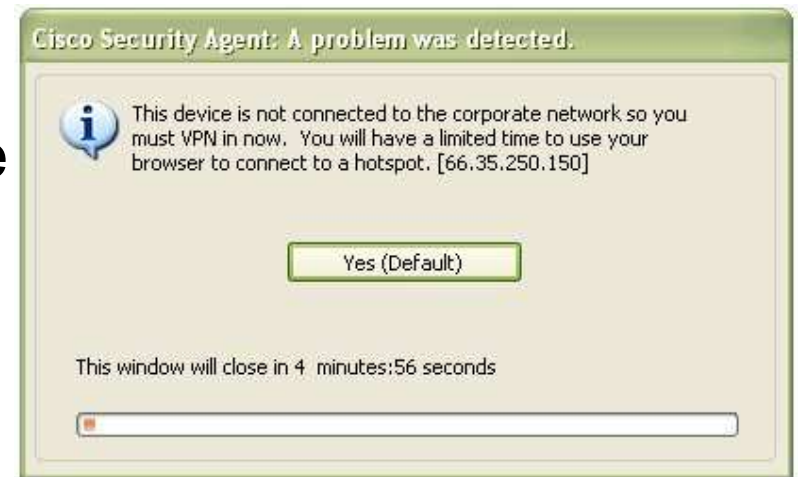 Cisco Security Agent: A problem was detected.
This device is not connected to the corporate network so you
must VPN in now. You will have a limited time to use your
browser to connect to a hotspot. [66.35.250.150]
e
Yes (Default)
This window will close in 4 minutes:56 seconds